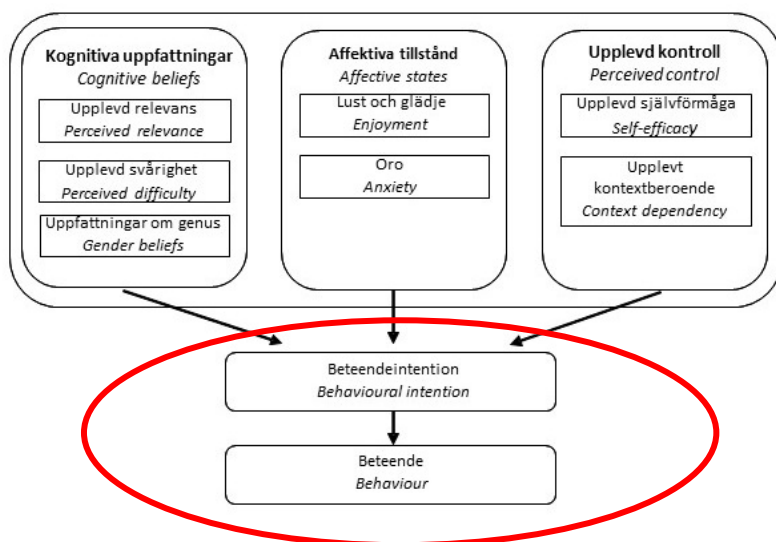 Kognitiva uppfattningar
Cognitive beliefs
Upplevd relevans
Perceived relevance
Upplevd svårighet
Perceived difficulty
Uppfattningar om genus
Gender beliefs
Affektiva tillstånd
Affective states
Lust och glädje
Enjoyment
Oro
Anxiety
Upplevd kontroll
Perceived control
Upplevd självförmåga
Self-efficacy
Upplevt
kontextberoende
Context dependency
Beteendeintention
Behavioural intention
Beteende
Behaviour